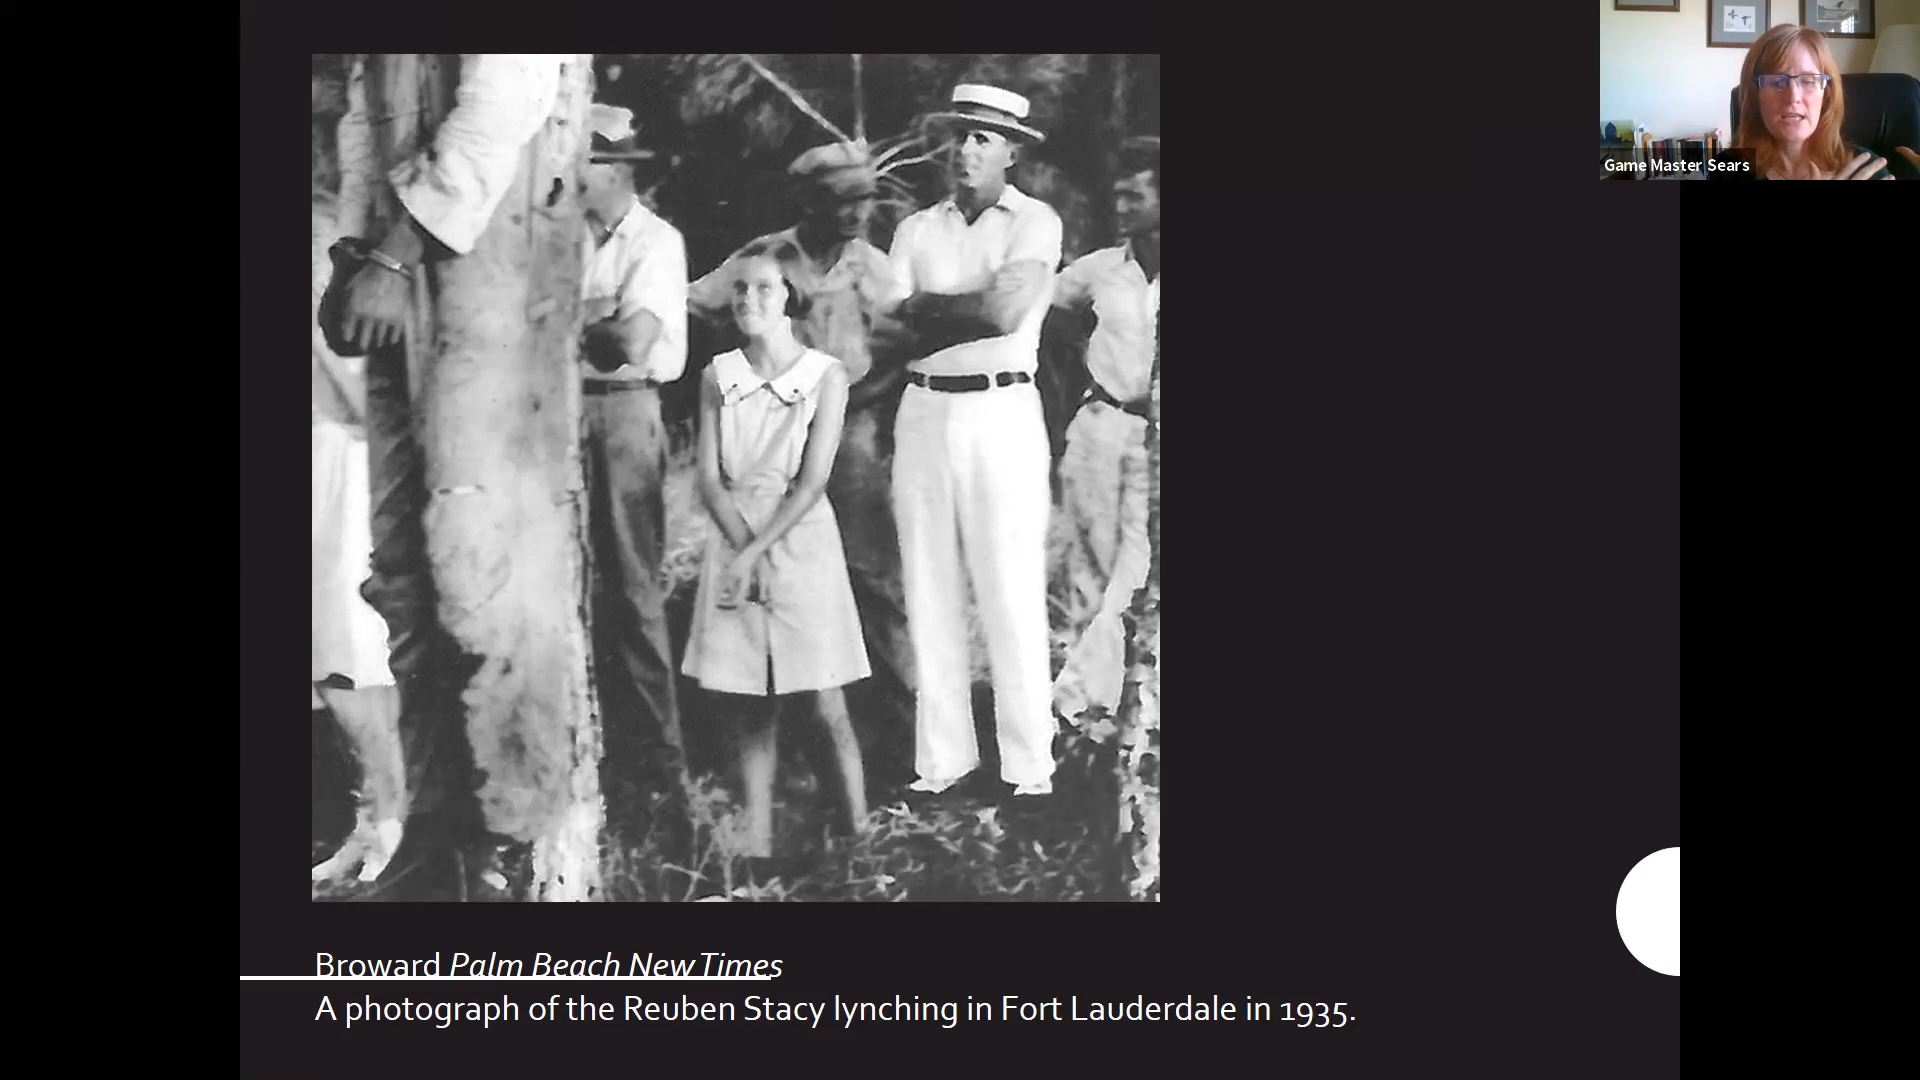 Game Master Sears
Broward Palm Beach New Times
A photograph of the Reuben Stacy lynching in Fort Lauderdale in 1935.